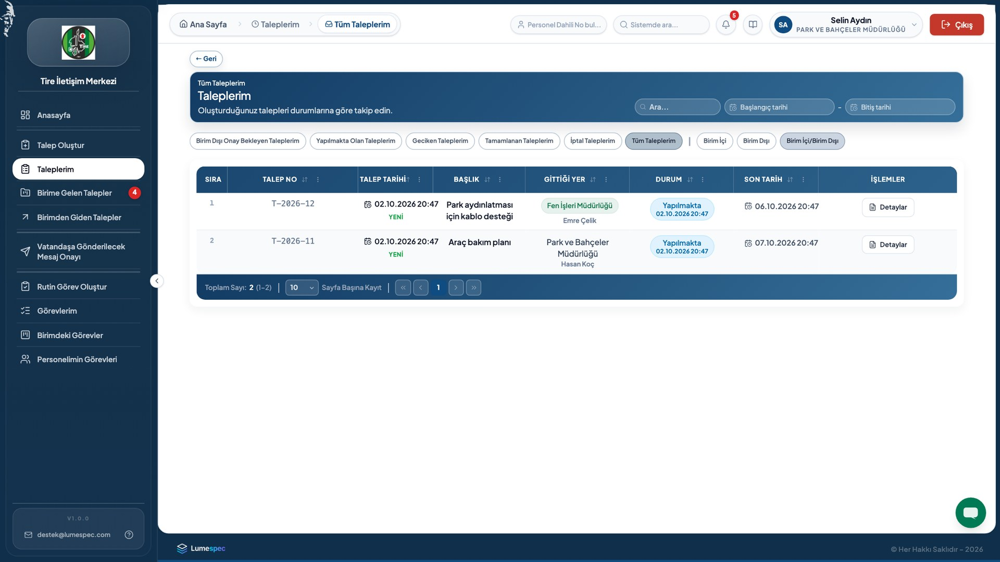 TİRE
Tire İletişim Merkezi
Anasayfa
Talep Oluştur
Taleplerim
Birime Gelen Talepler 4
Birimden Giden Talepler
Vatandaşa Gönderilecek
Mesaj Onayı
Rutin Görev Oluştur
Görevlerim
Birimdeki Görevler
Personelimin Görevleri
V1.0.0
destek@lumespec.com
Ana Sayfa Taleplerim Tüm Taleplerim
Personel Dahili No bul... Sistemde ara... 5
SA Selin Aydın
PARK VE BAHÇELER MÜDÜRLÜĞÜ
Çıkış
← Geri
Tüm Taleplerim
Taleplerim
Oluşturduğunuz talepleri durumlarına göre takip edin.
Ara... Başlangıç tarihi - Bitiş tarihi
Birim Dışı Onay Bekleyen Taleplerim Yapılmakta Olan Taleplerim Geciken Taleplerim Tamamlanan Taleplerim İptal Taleplerim Tüm Taleplerim | Birim İçi Birim Dışı Birim İçi/Birim Dışı
SIRA TALEP NO TALEP TARİHİ BAŞLIK GİTTİĞİ YER DURUM SON TARİH İŞLEMLER
1 T-2026-12 02.10.2026 20:47 YENİ Park aydınlatması için kablo desteği Fen İşleri Müdürlüğü Emre Çelik Yapılmakta 02.10.2026 20:47 06.10.2026 20:47 Detaylar
2 T-2026-11 02.10.2026 20:47 YENİ Araç bakım planı Park ve Bahçeler Müdürlüğü Hasan Koç Yapılmakta 02.10.2026 20:47 07.10.2026 20:47 Detaylar
Toplam Sayı: 2 (1-2) | 10 Sayfa Başına Kayıt | « ‹ 1 › »
Lumespec
© Her Hakkı Saklıdır - 2026